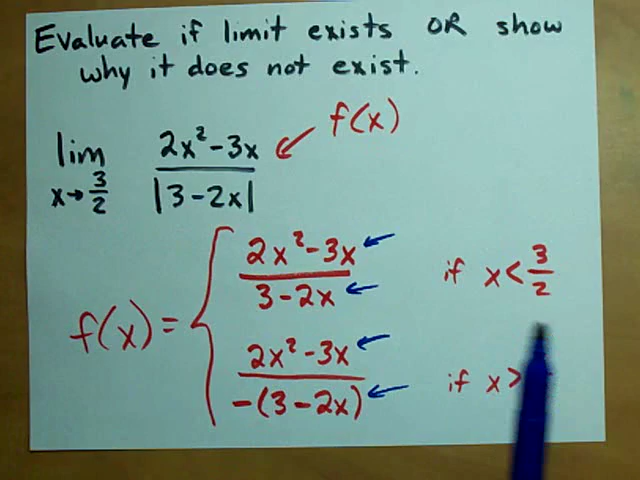 Evaluate if limit exists OR show
why it does not exist.
f(x)
lim x→3/2 2x²-3x / |3-2x|
f(x) = { 2x²-3x / 3-2x if x < 3/2
2x²-3x / -(3-2x) if x >